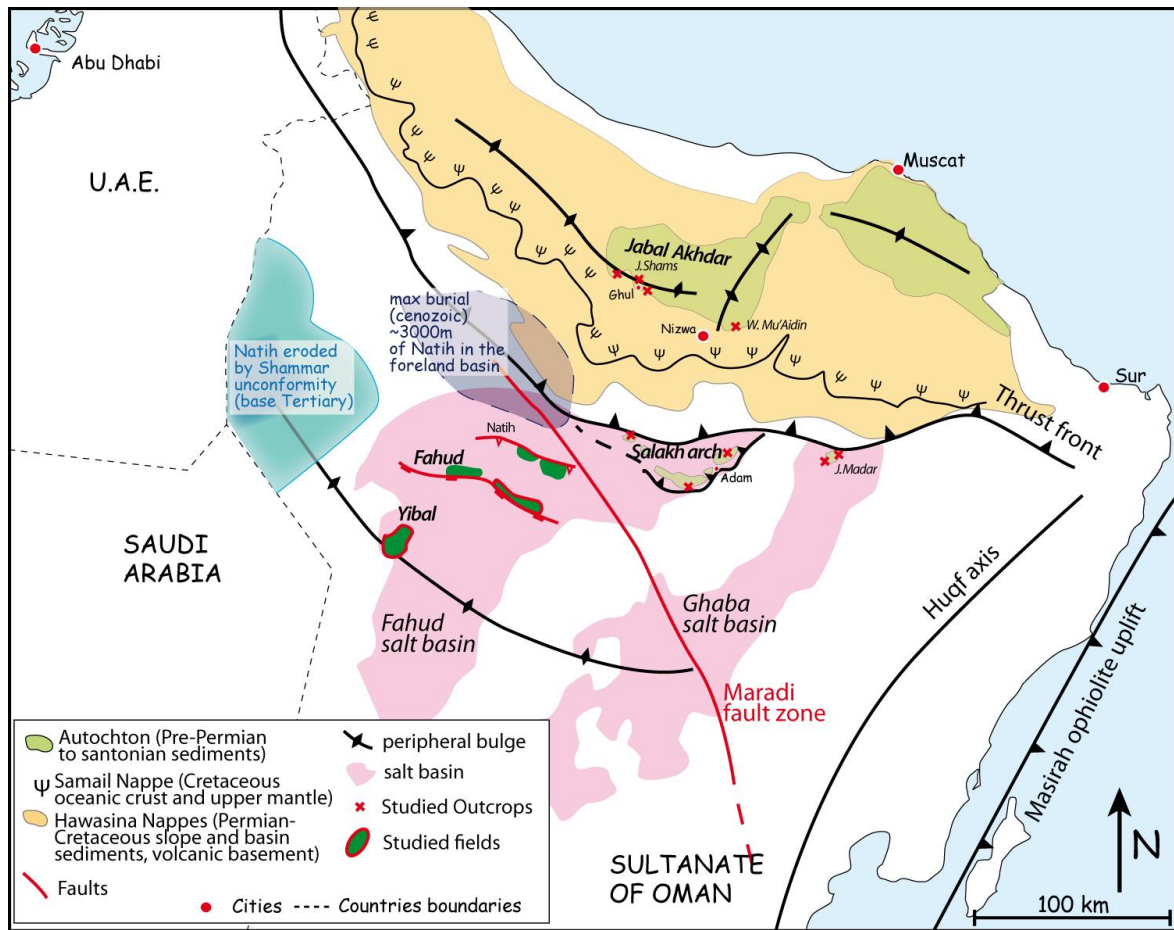 Abu Dhabi
U.A.E.
Muscat
Jabal Akhdar
J.Shams
Ghul
W. Mu'Aidin
Nizwa
Sur
max burial
(cenozoic)
~3000m
of Natih in the
foreland basin
Natih eroded
by Shammar
unconformity
(base Tertiary)
Thrust front
Natih
Fahud
Salakh arch
Adam
J.Madar
Yibal
SAUDI
ARABIA
Fahud
salt basin
Ghaba
salt basin
Huqf axis
Maradi
fault zone
Masirah ophiolite uplift
SULTANATE
OF OMAN
N
100 km
Autochton (Pre-Permian
to santonian sediments)
Ψ Samail Nappe (Cretaceous
oceanic crust and upper mantle)
Hawasina Nappes (Permian-
Cretaceous slope and basin
sediments, volcanic basement)
Faults
peripheral bulge
salt basin
Studied Outcrops
Studied fields
Cities ---- Countries boundaries